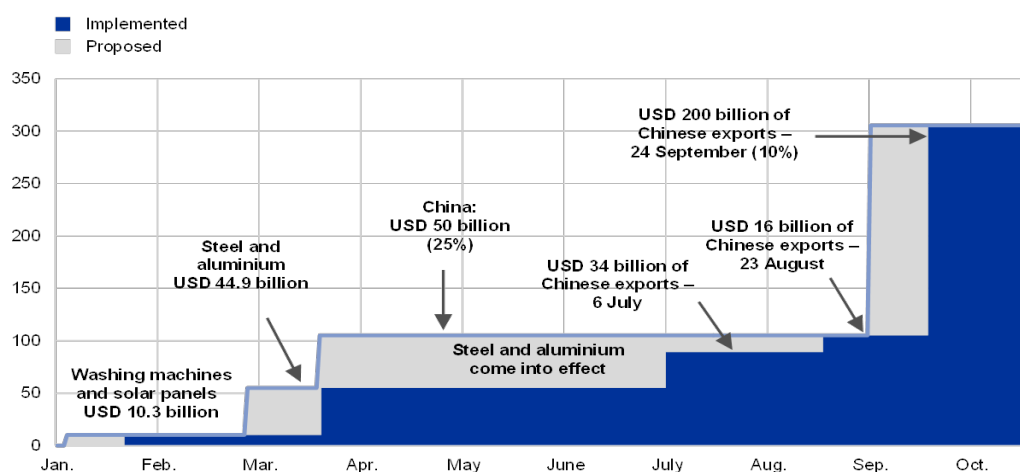 Implemented
Proposed
350
300
250
200
150
100
50
0
USD 200 billion of
Chinese exports –
24 September (10%)
China:
USD 50 billion
(25%)
Steel and
aluminium
USD 44.9 billion
USD 16 billion of
Chinese exports –
23 August
USD 34 billion of
Chinese exports –
6 July
Steel and aluminium
come into effect
Washing machines
and solar panels
USD 10.3 billion
Jan.
Feb.
Mar.
Apr.
May
June
July
Aug.
Sep.
Oct.